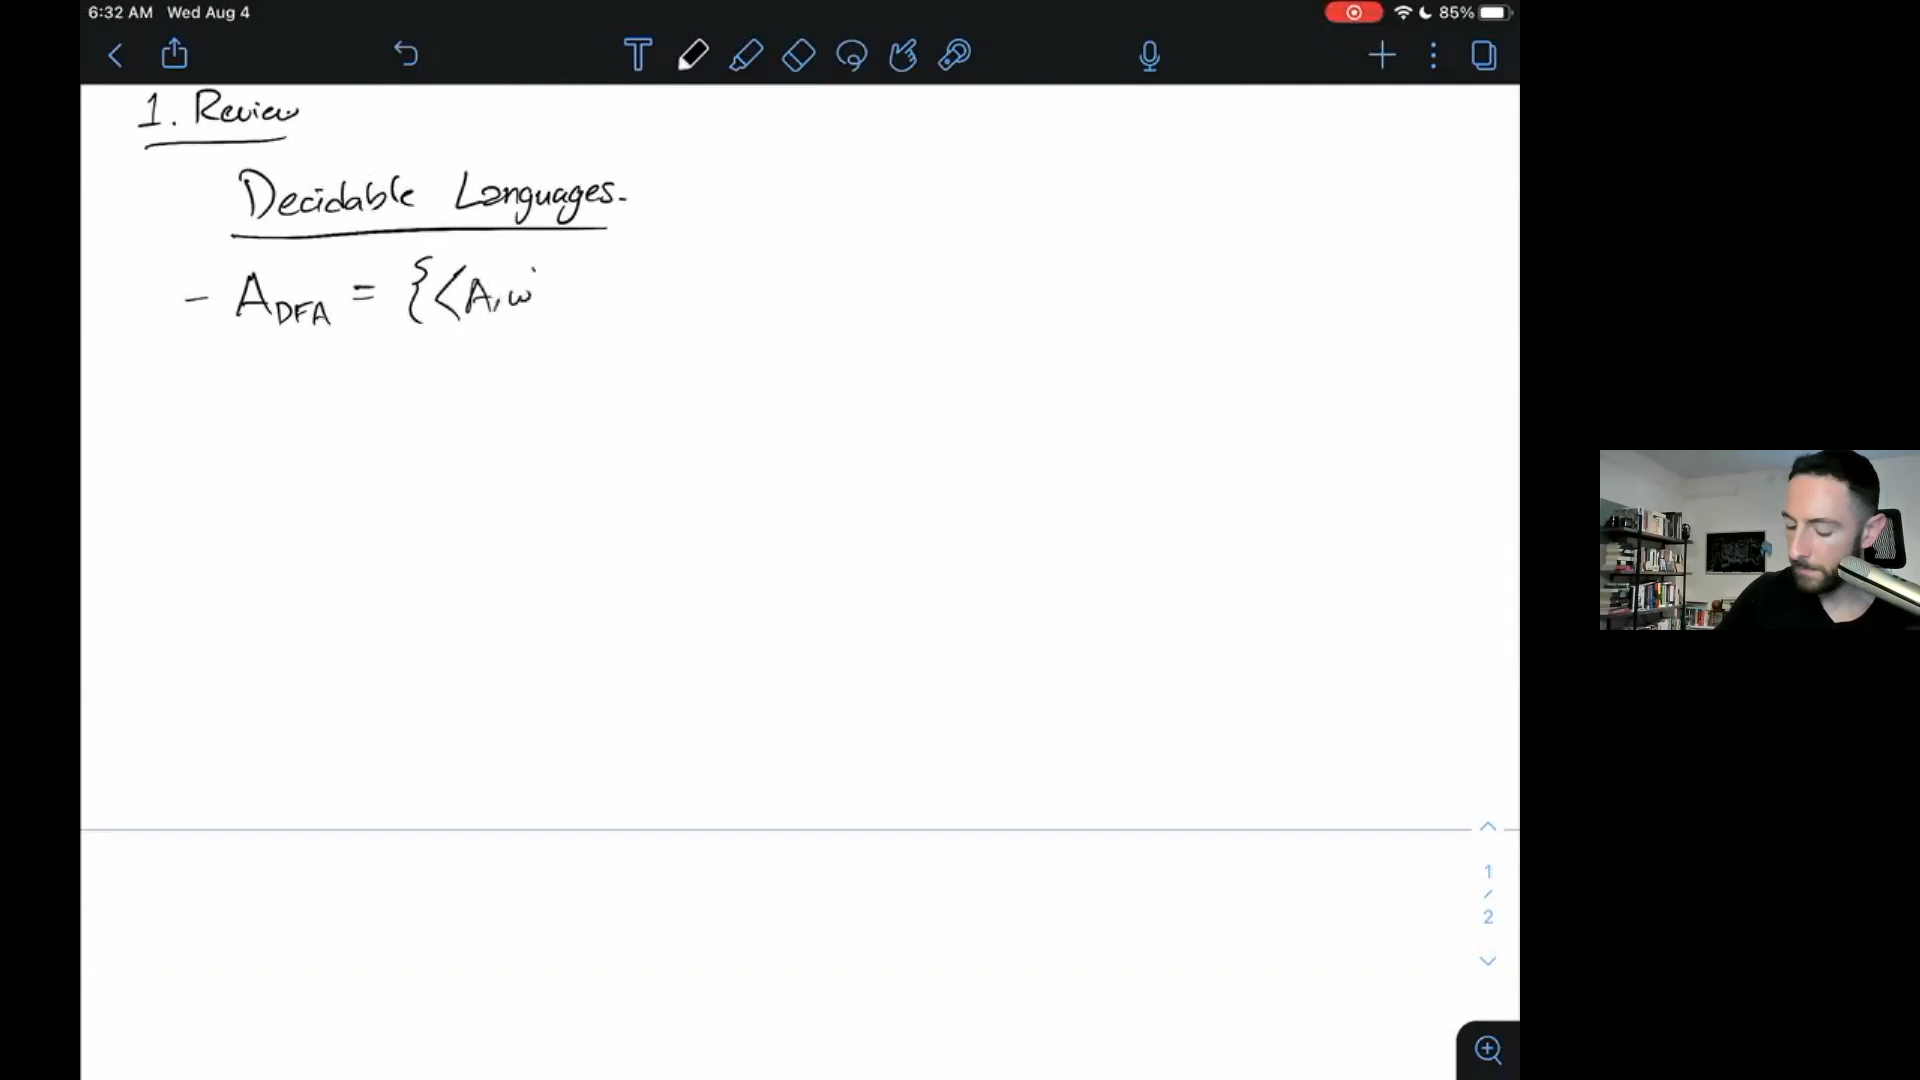 6:32 AM Wed Aug 4
85%
T
1. Review
Decidable Languages.
- A_DFA = {<A,w
1
/
2